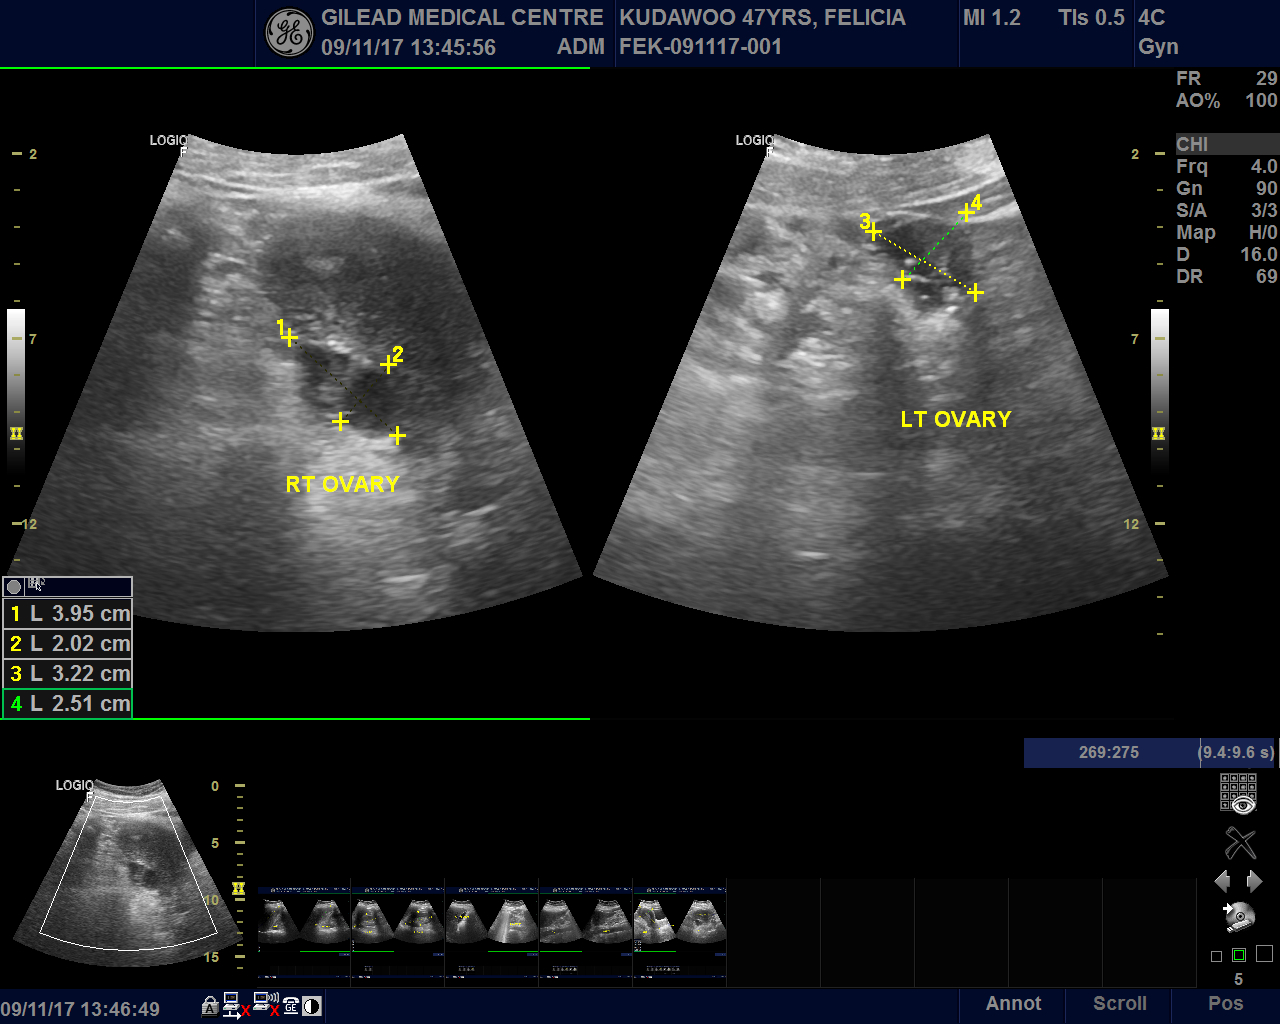 GILEAD MEDICAL CENTRE
09/11/17 13:45:56 ADM
KUDAWOO 47YRS, FELICIA
FEK-091117-001
MI 1.2 TIs 0.5
4C
Gyn
FR 29
AO% 100
CHI
Frq 4.0
Gn 90
S/A 3/3
Map H/0
D 16.0
DR 69
LOGIQ
F
2
7
12
1
2
RT OVARY
LOGIQ
F
2
7
12
3
4
LT OVARY
1 L 3.95 cm
2 L 2.02 cm
3 L 3.22 cm
4 L 2.51 cm
269:275 (9.4:9.6 s)
LOGIQ
F
0
5
10
15
5
09/11/17 13:46:49
A
GE
Annot Scroll Pos